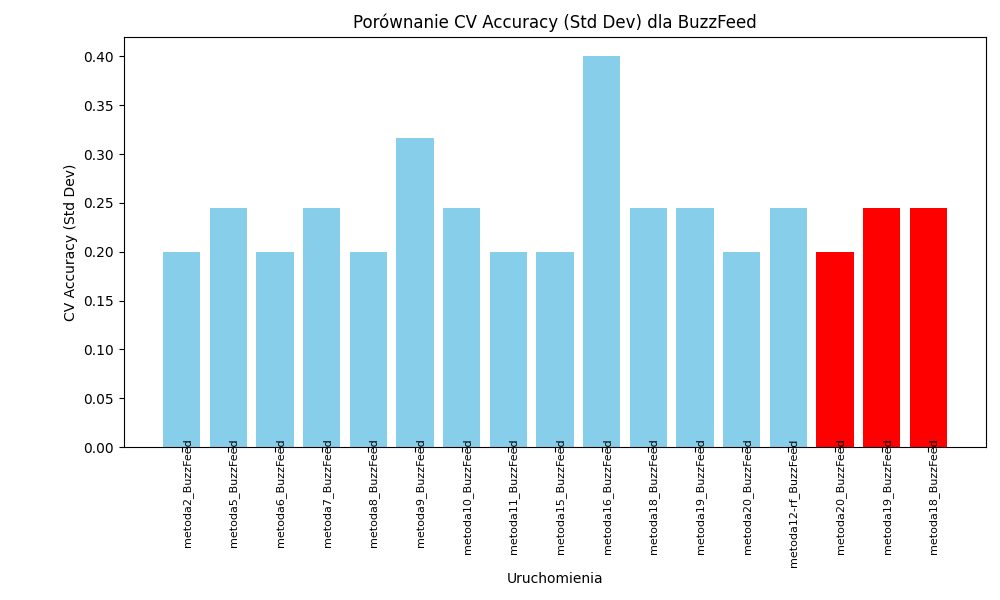 Porównanie CV Accuracy (Std Dev) dla BuzzFeed
CV Accuracy (Std Dev)
0.40
0.35
0.30
0.25
0.20
0.15
0.10
0.05
0.00
metoda2_BuzzFeed
metoda5_BuzzFeed
metoda6_BuzzFeed
metoda7_BuzzFeed
metoda8_BuzzFeed
metoda9_BuzzFeed
metoda10_BuzzFeed
metoda11_BuzzFeed
metoda15_BuzzFeed
metoda16_BuzzFeed
metoda18_BuzzFeed
metoda19_BuzzFeed
metoda20_BuzzFeed
metoda12-rf_BuzzFeed
metoda20_BuzzFeed
metoda19_BuzzFeed
metoda18_BuzzFeed
Uruchomienia